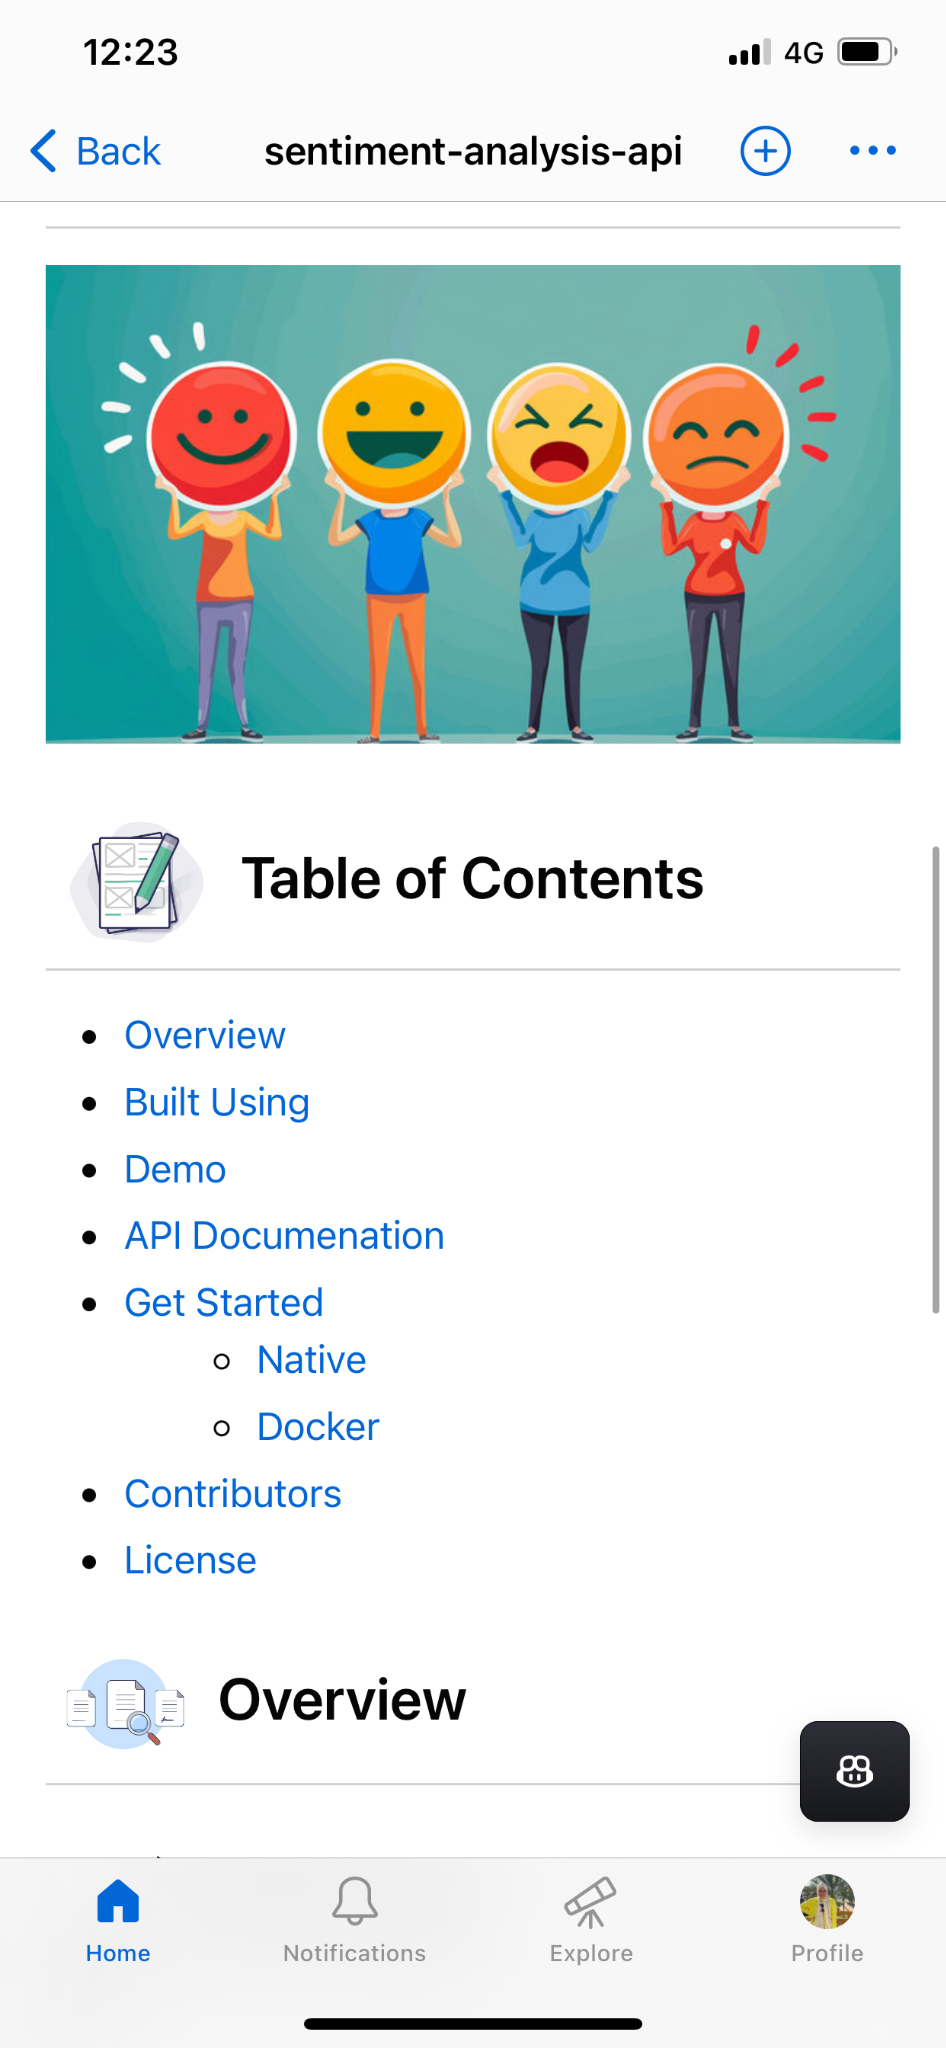 12:23
4G
Back
sentiment-analysis-api
Table of Contents
Overview
Built Using
Demo
API Documenation
Get Started
Native
Docker
Contributors
License
Overview
Home
Notifications
Explore
Profile